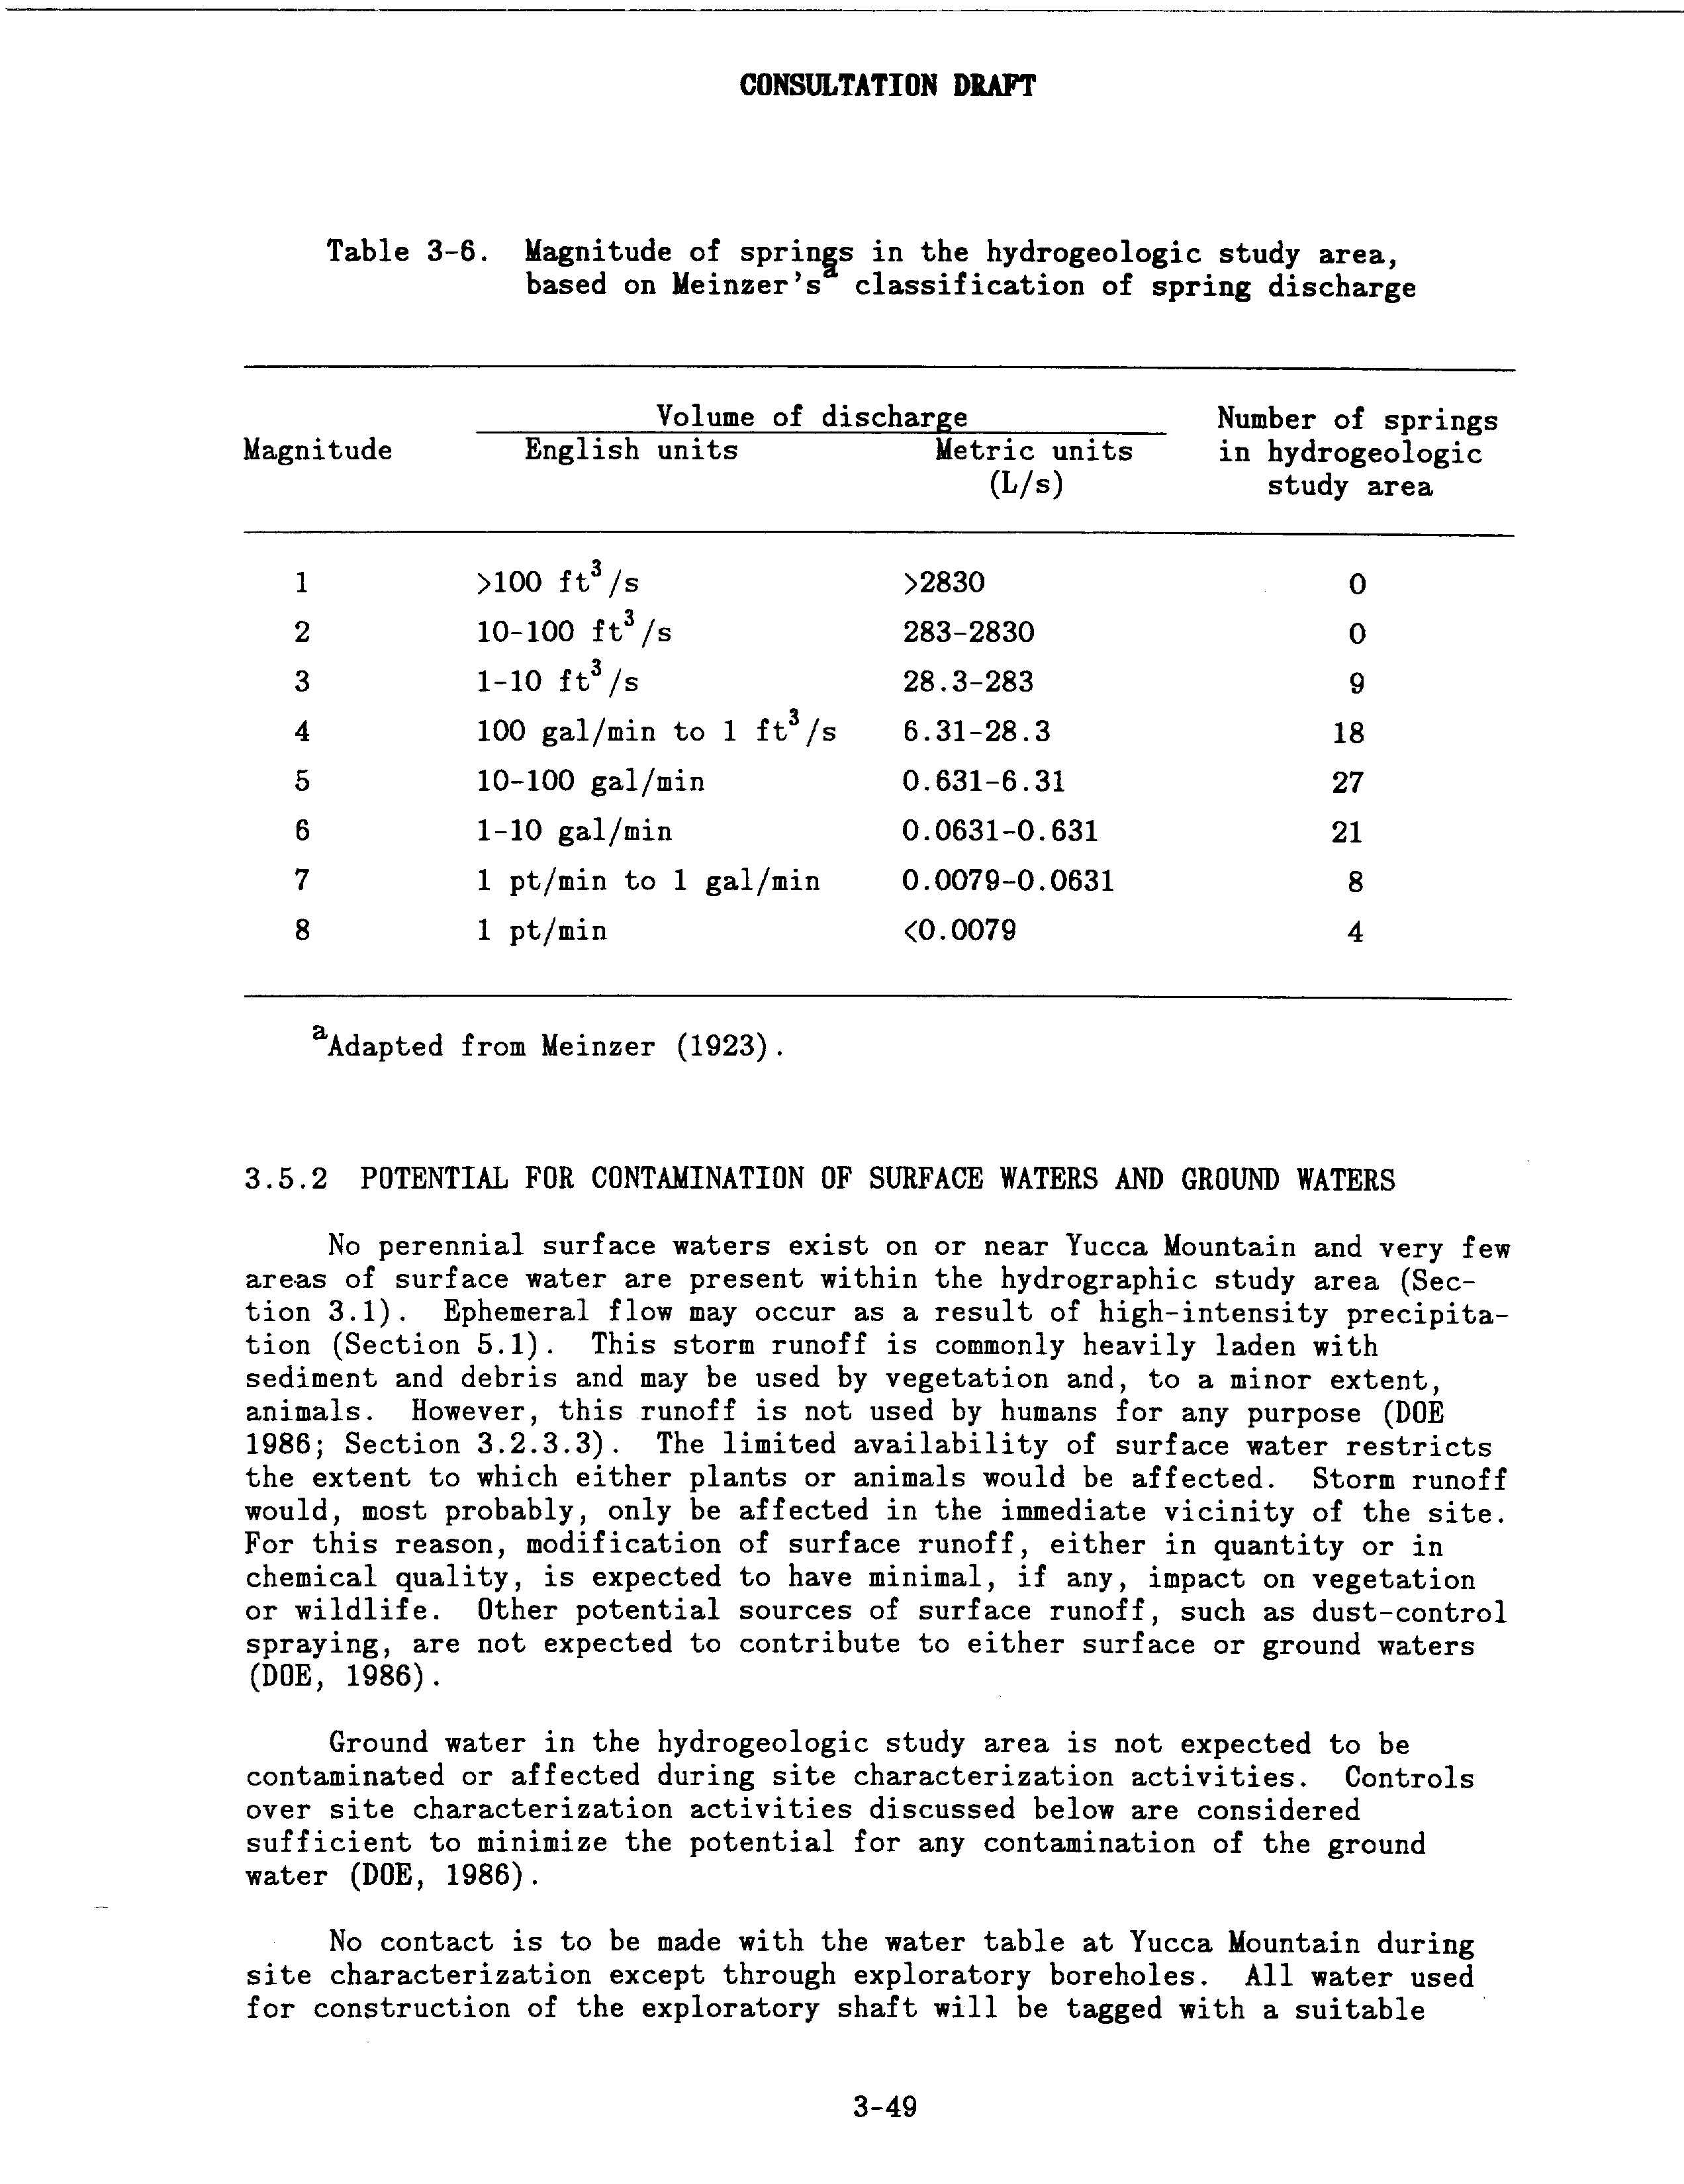 CONSULTATION DRAFT
Table 3-6. Magnitude of springs in the hydrogeologic study area,
based on Meinzer's^a classification of spring discharge
Volume of discharge Number of springs
Magnitude English units Metric units in hydrogeologic
(L/s) study area
1 >100 ft³/s >2830 0
2 10-100 ft³/s 283-2830 0
3 1-10 ft³/s 28.3-283 9
4 100 gal/min to 1 ft³/s 6.31-28.3 18
5 10-100 gal/min 0.631-6.31 27
6 1-10 gal/min 0.0631-0.631 21
7 1 pt/min to 1 gal/min 0.0079-0.0631 8
8 1 pt/min <0.0079 4
^aAdapted from Meinzer (1923).
3.5.2 POTENTIAL FOR CONTAMINATION OF SURFACE WATERS AND GROUND WATERS
No perennial surface waters exist on or near Yucca Mountain and very few
areas of surface water are present within the hydrographic study area (Sec-
tion 3.1). Ephemeral flow may occur as a result of high-intensity precipita-
tion (Section 5.1). This storm runoff is commonly heavily laden with
sediment and debris and may be used by vegetation and, to a minor extent,
animals. However, this runoff is not used by humans for any purpose (DOE
1986; Section 3.2.3.3). The limited availability of surface water restricts
the extent to which either plants or animals would be affected. Storm runoff
would, most probably, only be affected in the immediate vicinity of the site.
For this reason, modification of surface runoff, either in quantity or in
chemical quality, is expected to have minimal, if any, impact on vegetation
or wildlife. Other potential sources of surface runoff, such as dust-control
spraying, are not expected to contribute to either surface or ground waters
(DOE, 1986).
Ground water in the hydrogeologic study area is not expected to be
contaminated or affected during site characterization activities. Controls
over site characterization activities discussed below are considered
sufficient to minimize the potential for any contamination of the ground
water (DOE, 1986).
No contact is to be made with the water table at Yucca Mountain during
site characterization except through exploratory boreholes. All water used
for construction of the exploratory shaft will be tagged with a suitable
3-49